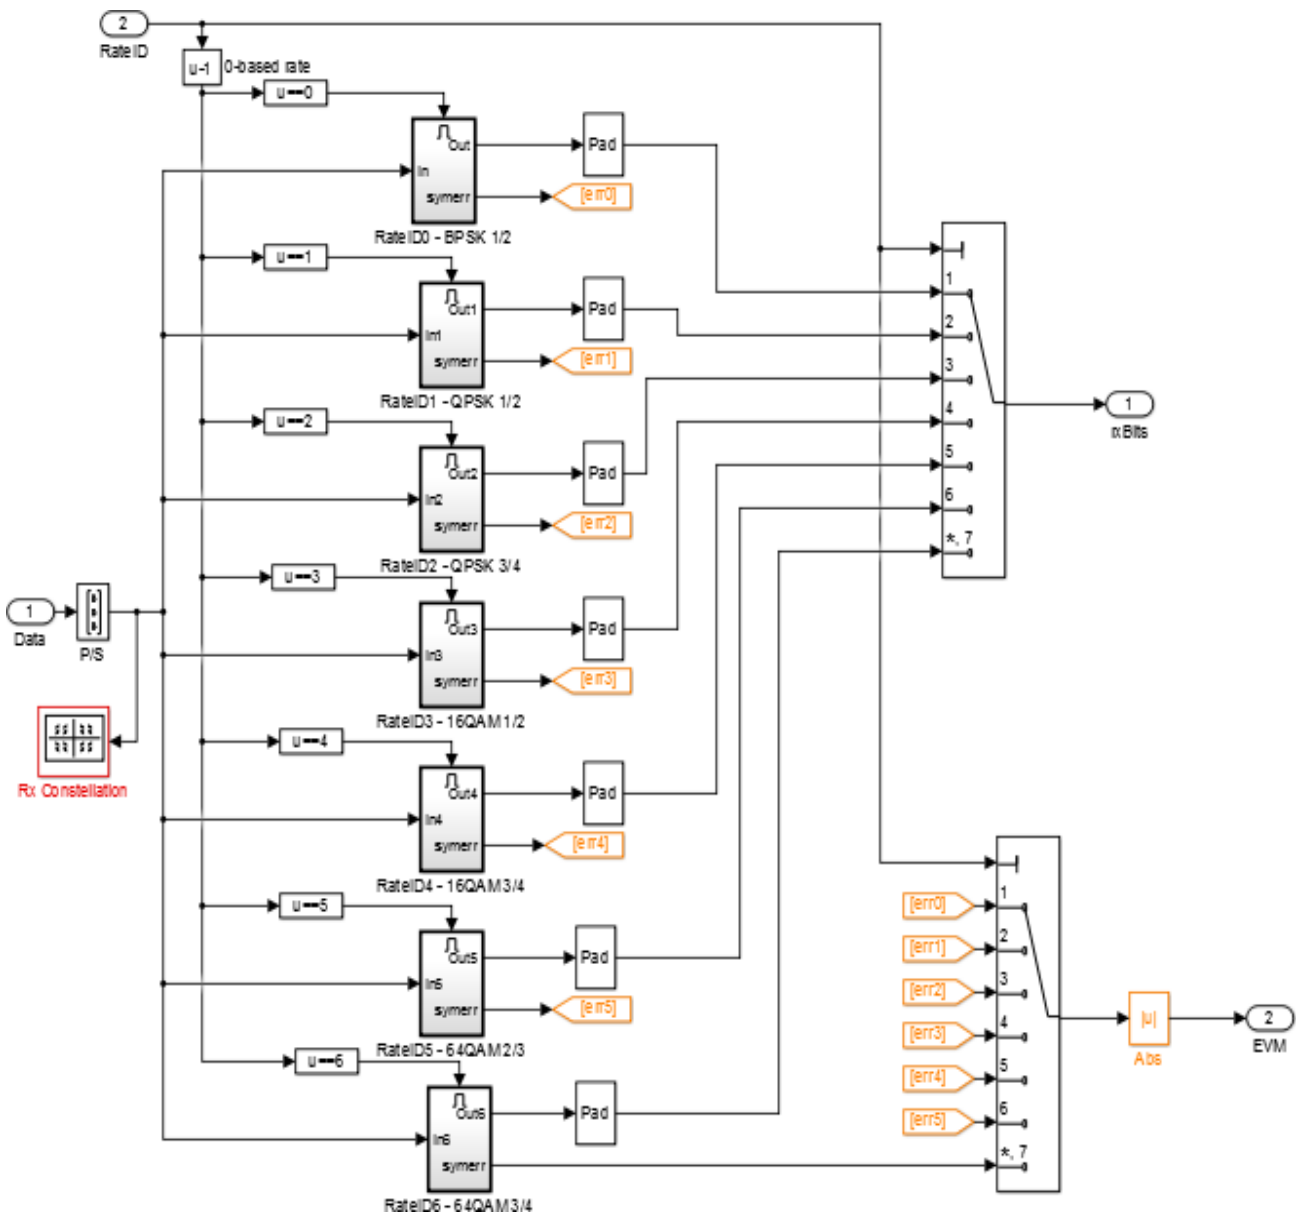 2
RateID
u-1
0-based rate
u==0
Out
In
symerr
Pad
[err0]
RateID0 - BPSK 1/2
u==1
Out1
In1
symerr
Pad
[err1]
RateID1 - QPSK 1/2
u==2
Out2
In2
symerr
Pad
[err2]
RateID2 - QPSK 3/4
u==3
Out3
In3
symerr
Pad
[err3]
RateID3 - 16QAM 1/2
u==4
Out4
In4
symerr
Pad
[err4]
RateID4 - 16QAM 3/4
u==5
Out5
In5
symerr
Pad
[err5]
RateID5 - 64QAM 2/3
u==6
Out6
In6
symerr
Pad
RateID6 - 64QAM 3/4
1
Data
P/S
Rx Constellation
1
2
3
4
5
6
*, 7
1
rxBits
[err0]
[err1]
[err2]
[err3]
[err4]
[err5]
1
2
3
4
5
6
*, 7
|u|
Abs
2
EVM